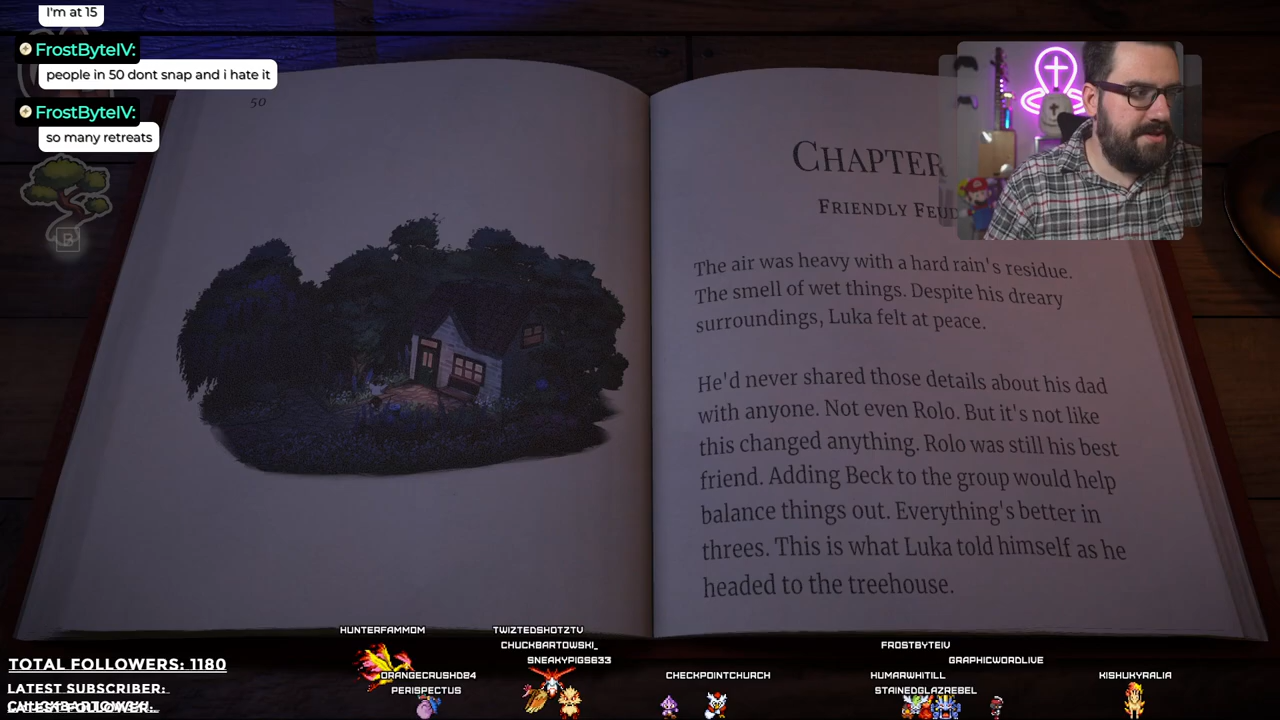 I'm at 15
FrostByteIV:
people in 50 dont snap and i hate it
FrostByteIV:
so many retreats
50
CHAPTER
FRIENDLY FEUD
The air was heavy with a hard rain's residue.
The smell of wet things. Despite his dreary
surroundings, Luka felt at peace.
He'd never shared those details about his dad
with anyone. Not even Rolo. But it's not like
this changed anything. Rolo was still his best
friend. Adding Beck to the group would help
balance things out. Everything's better in
threes. This is what Luka told himself as he
headed to the treehouse.
HUNTERFAMMOM
TWIZTEDSHOTZTV
CHUCKBARTOWSKI_
SNEAKYPIGS633
ORANGECRUSHD84
PERISPECTUS
CHECKPOINTCHURCH
FROSTBYTEIV
GRAPHICWORDLIVE
HUMARWHITILL
STAINEDGLAZREBEL
KISHUKYRALIA
TOTAL FOLLOWERS: 1180
LATEST SUBSCRIBER: